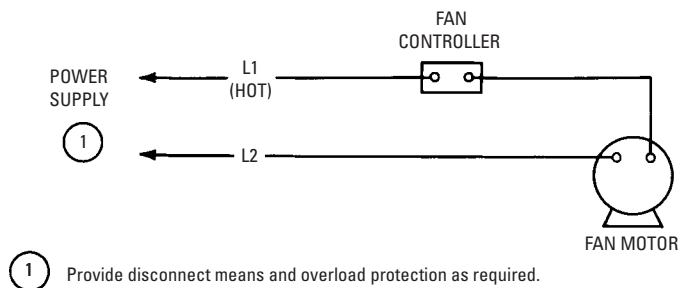 FAN
CONTROLLER
POWER
SUPPLY
L1
(HOT)
1
L2
FAN MOTOR
1 Provide disconnect means and overload protection as required.